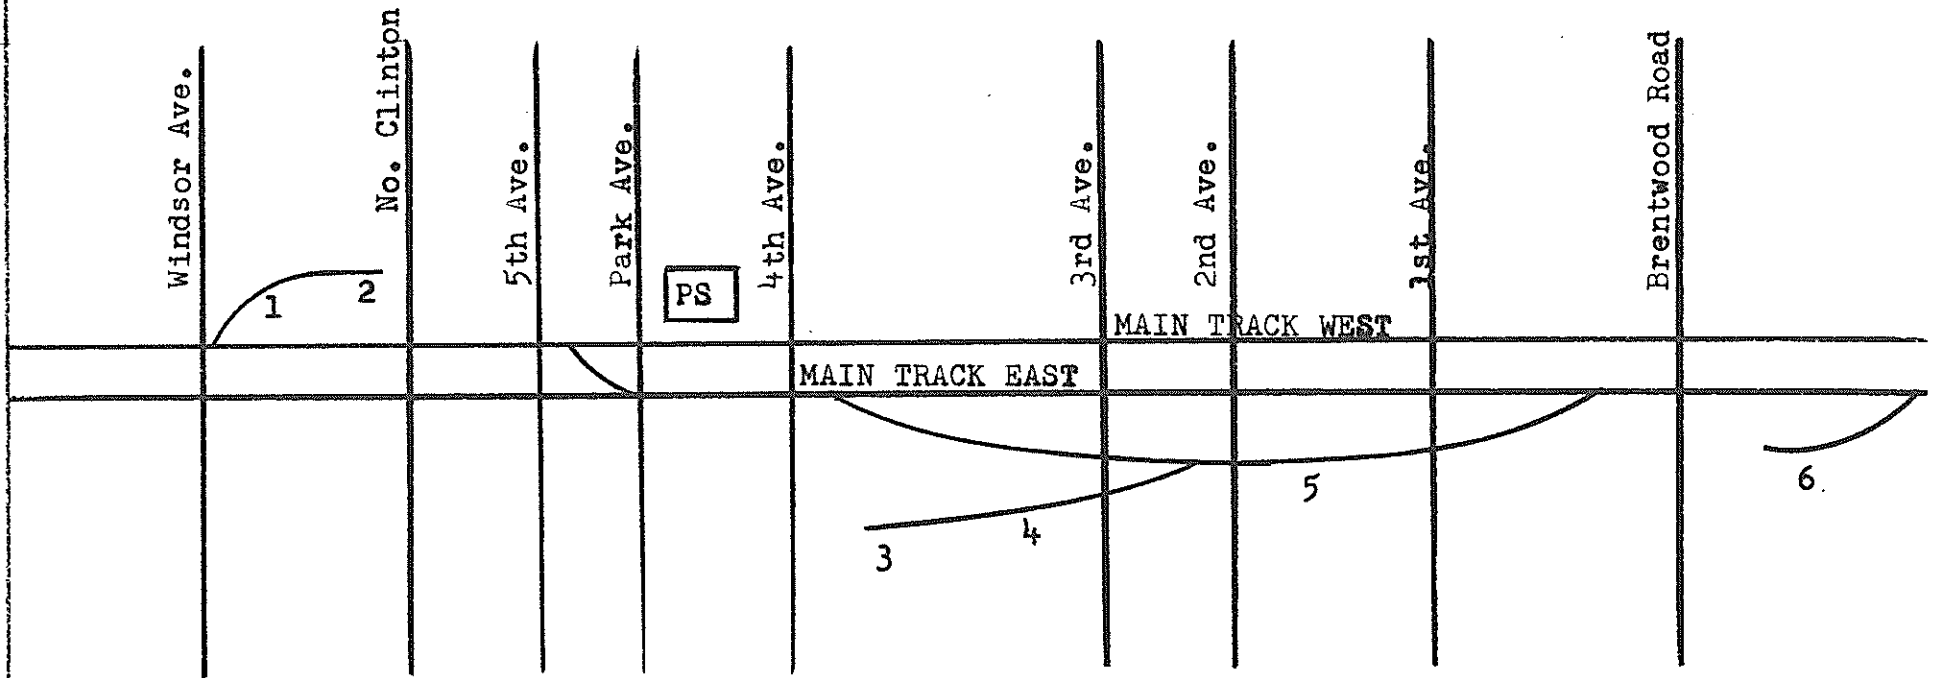 Windsor Ave.
No. Clinton
5th Ave.
Park Ave.
4th Ave.
3rd Ave.
2nd Ave.
1st Ave.
Brentwood Road
1
2
PS
MAIN TRACK WEST
MAIN TRACK EAST
3
4
5
6